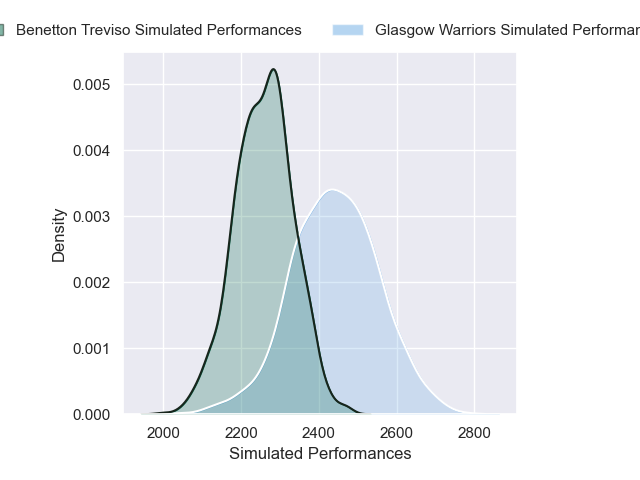 Benetton Treviso Simulated Performances Glasgow Warriors Simulated
0.005
0.004
0.003
0.002
0.001
0.000
Density
2000 2200 2400 2600 2800
Simulated Performances